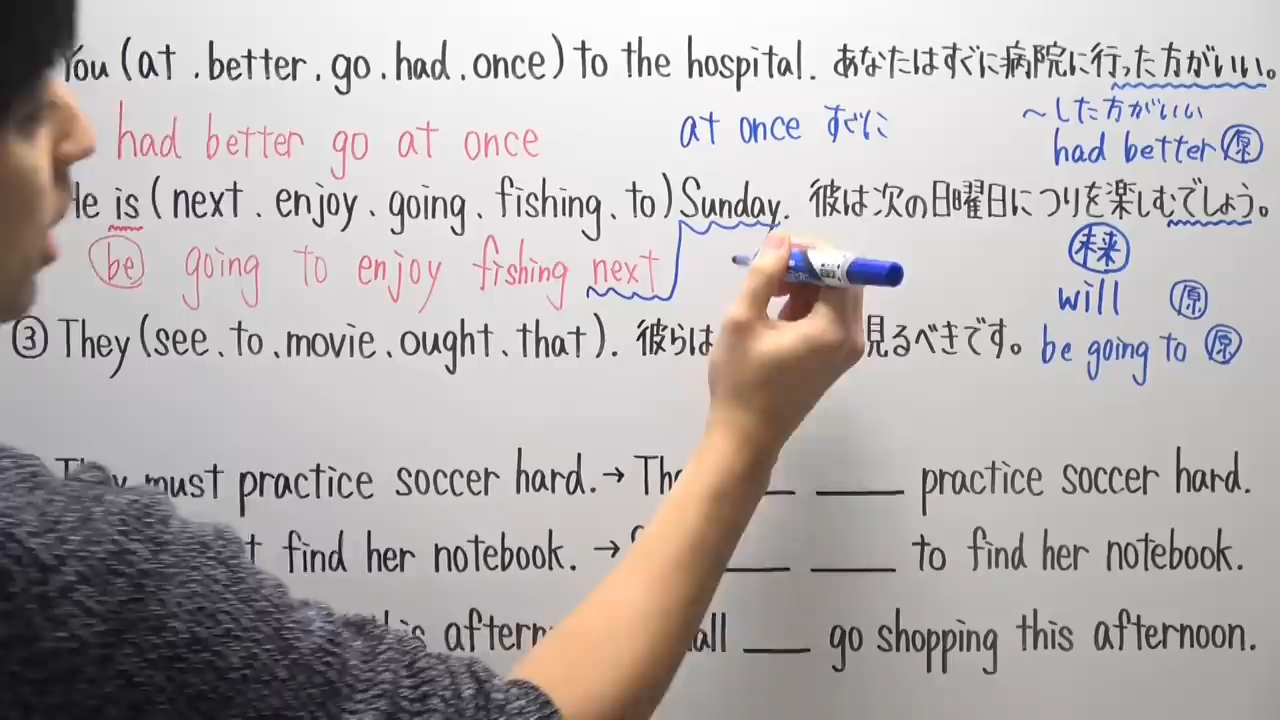 You (at . better . go . had . once) to the hospital. あなたはすぐに病院に行った方がいい。
had better go at once at once すぐに ～した方がいい
had better 原
He is (next . enjoy . going . fishing . to) Sunday. 彼は次の日曜日につりを楽しむでしょう。
be going to enjoy fishing next 未来
will 原
③ They (see . to . movie . ought . that). 彼らは 見るべきです。 be going to 原
must practice soccer hard. → practice soccer hard.
find her notebook. → to find her notebook.
go shopping this afternoon.